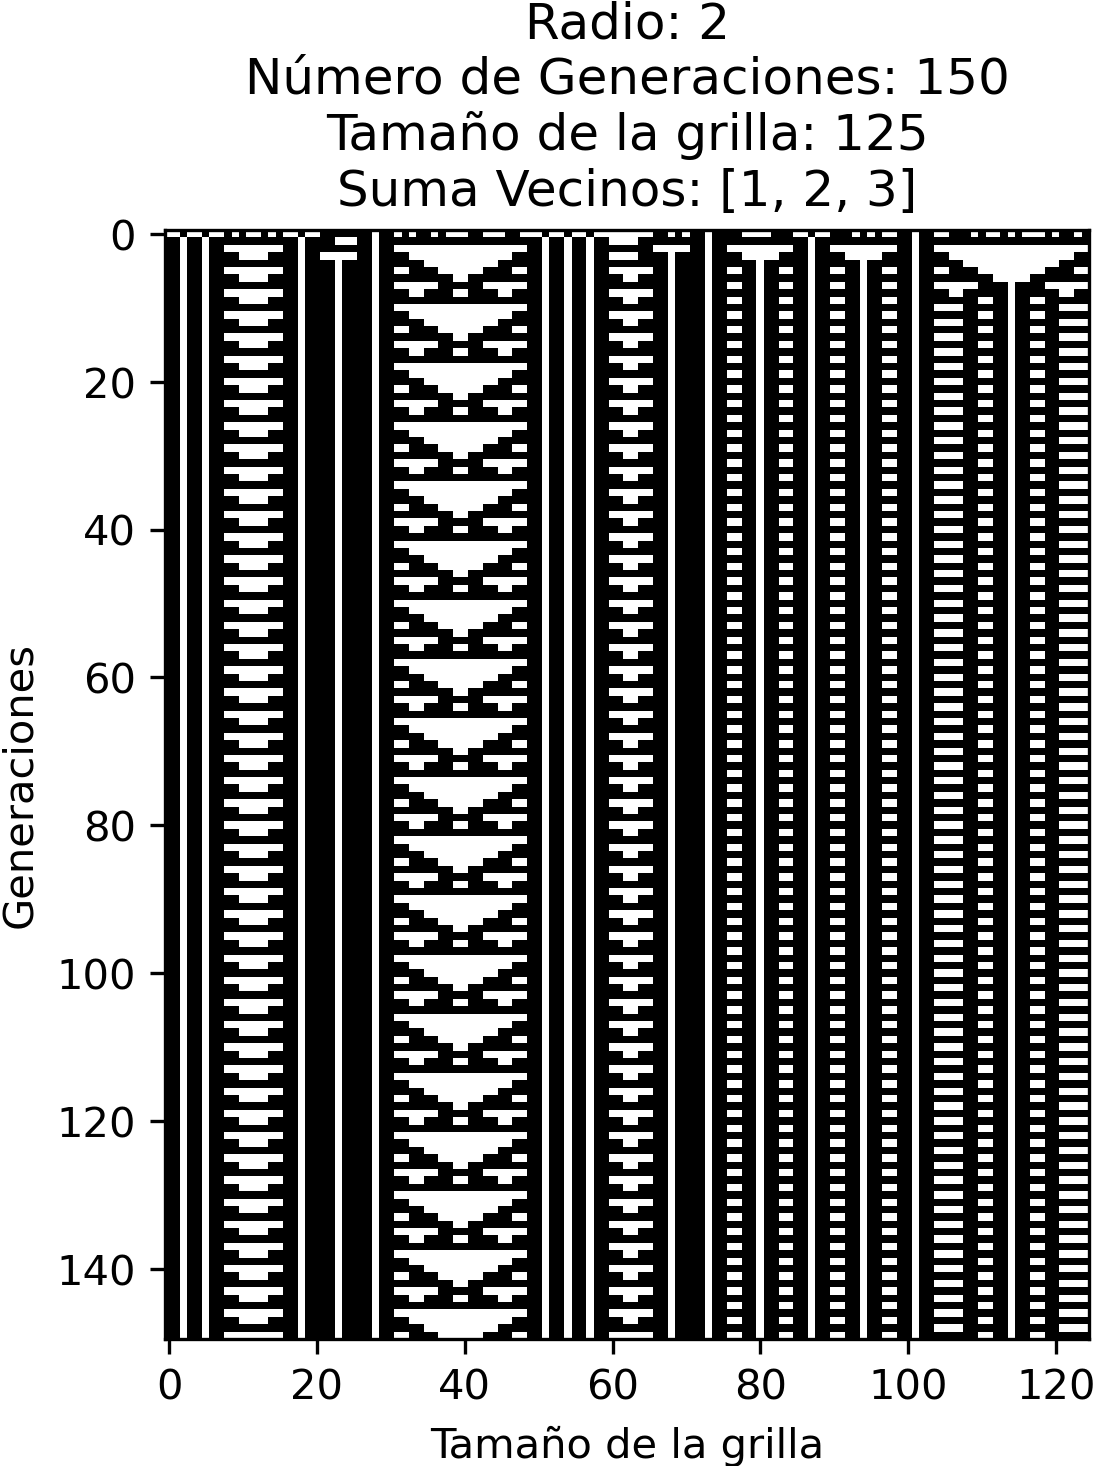 Radio: 2
Número de Generaciones: 150
Tamaño de la grilla: 125
Suma Vecinos: [1, 2, 3]
0
20
40
60
80
100
120
140
Generaciones
0 20 40 60 80 100 120
Tamaño de la grilla